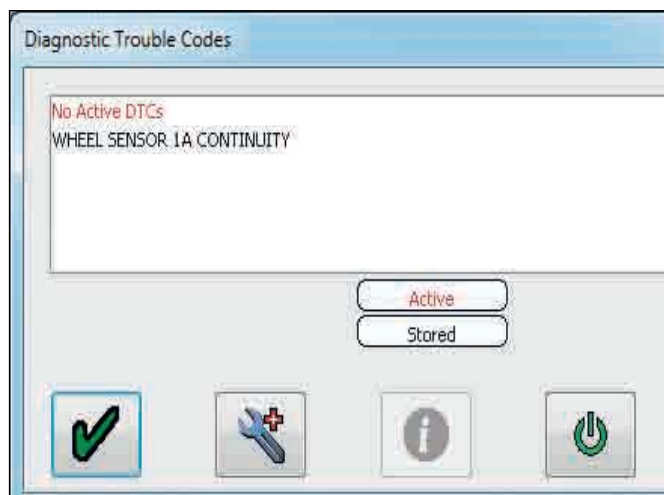 Diagnostic Trouble Codes
No Active DTCs
WHEEL SENSOR 1A CONTINUITY
Active
Stored